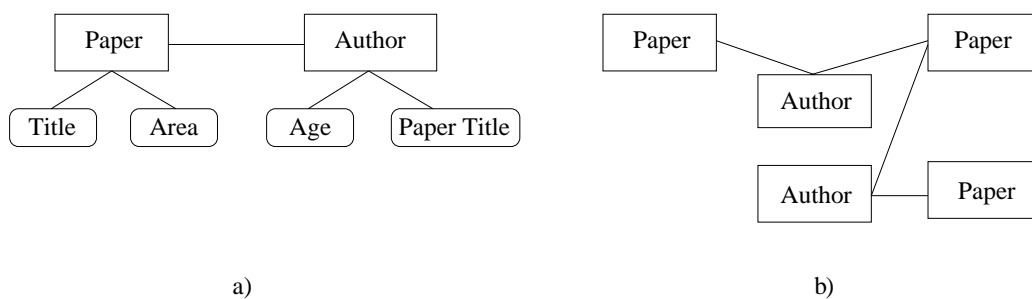 Paper Author Paper Paper
Author
Title Area Age Paper Title
Author Paper
a) b)